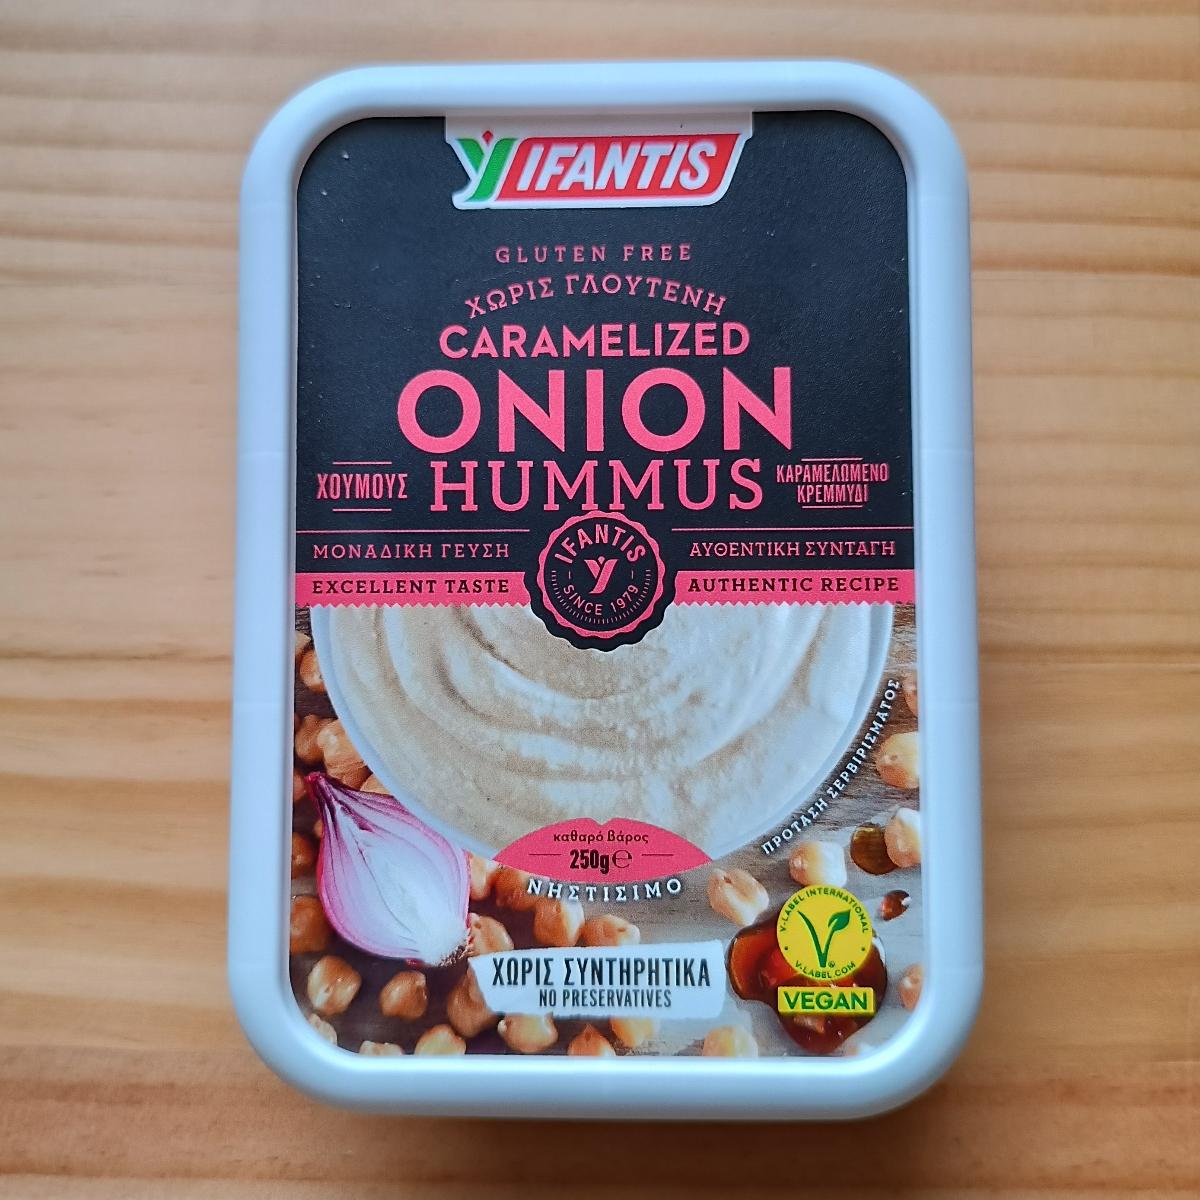 IFANTIS
GLUTEN FREE
ΧΩΡΙΣ ΓΛΟΥΤΕΝΗ
CARAMELIZED
ONION
HUMMUS
ΧΟΥΜΟΥΣ
ΚΑΡΑΜΕΛΩΜΕΝΟ
ΚΡΕΜΜΥΔΙ
ΜΟΝΑΔΙΚΗ ΓΕΥΣΗ
ΑΥΘΕΝΤΙΚΗ ΣΥΝΤΑΓΗ
EXCELLENT TASTE
AUTHENTIC RECIPE
IFANTIS
SINCE 1979
ΠΡΟΤΑΣΗ ΣΕΡΒΙΡΙΣΜΑΤΟΣ
καθαρό βάρος
250g℮
ΝΗΣΤΙΣΙΜΟ
ΧΩΡΙΣ ΣΥΝΤΗΡΗΤΙΚΑ
NO PRESERVATIVES
V-LABEL INTERNATIONAL
V-LABEL.COM
VEGAN